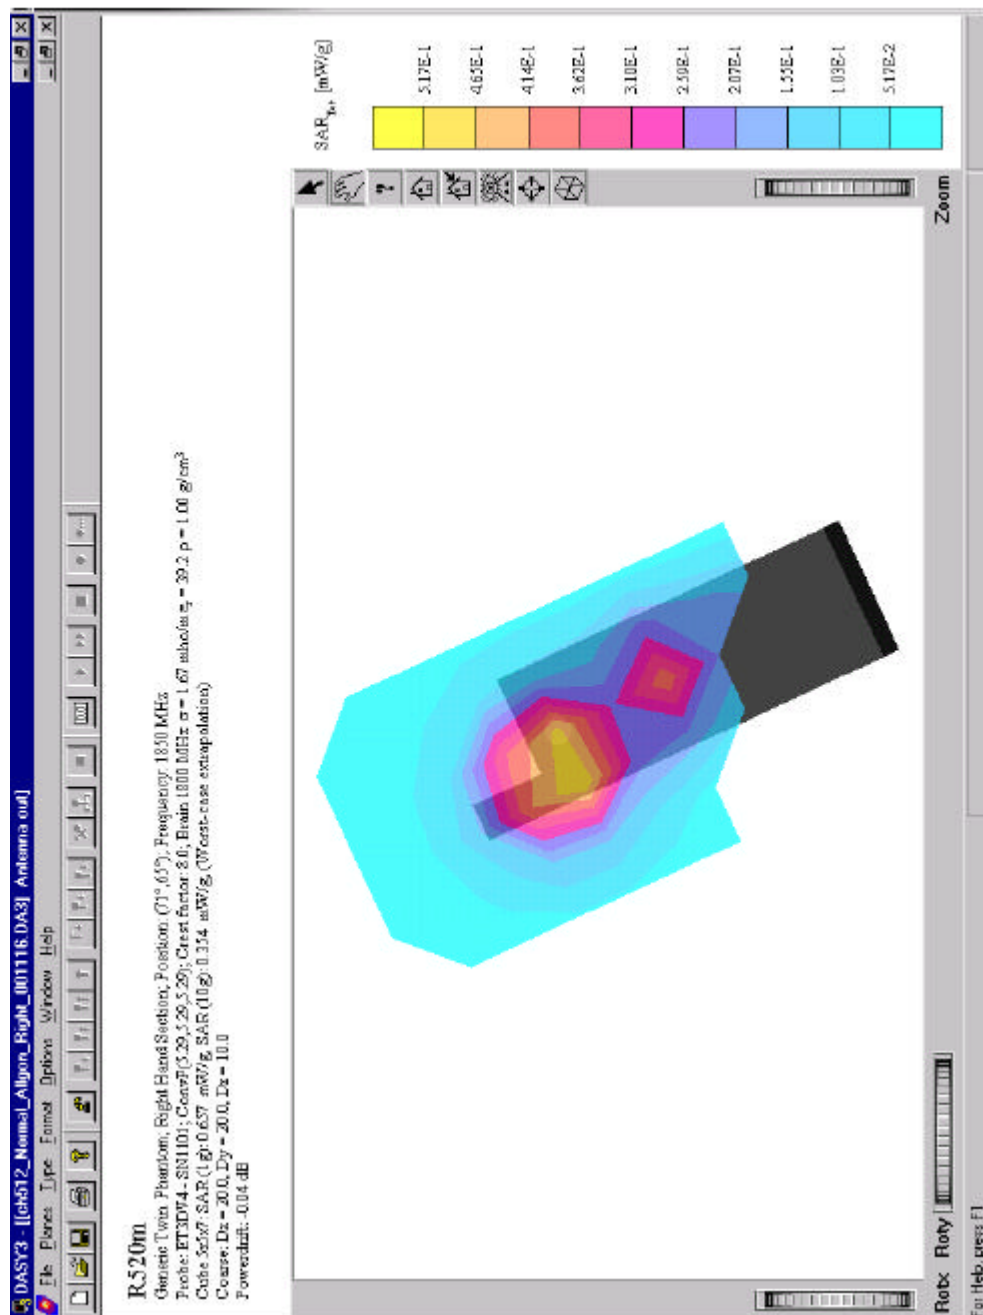 DASY3 - [[ch512_Normal_Allgon_Right_001116.DA3] Antenna out]
File Planes Type Format Options Window Help
R520m
Generic Twin Phantom; Right Hand Section; Position: (71°,65°); Frequency: 1850 MHz
Probe: ET3DV4 - SN1101; ConvF(5.29,5.29,5.29); Crest factor: 8.0; Brain 1800 MHz: σ = 1.67 mho/m εr = 39.2 ρ = 1.00 g/cm³
Cube 5x5x7: SAR (1g): 0.657 mW/g, SAR (10g): 0.354 mW/g, (Worst-case extrapolation)
Coarse: Dx = 20.0, Dy = 20.0, Dz = 10.0
Powerdrift: -0.04 dB
SARTot [mW/g]
5.17E-1
4.65E-1
4.14E-1
3.62E-1
3.10E-1
2.59E-1
2.07E-1
1.55E-1
1.03E-1
5.17E-2
Rotx Roty
Zoom
For Help, press F1